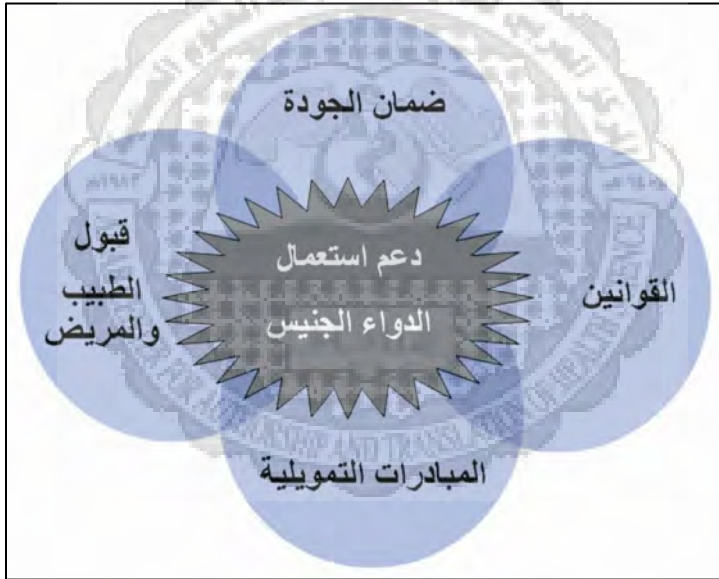 ضمان الجودة
قبول
الطبيب
والمريض
دعم استعمال
الدواء الجنيس
القوانين
المبادرات التمويلية